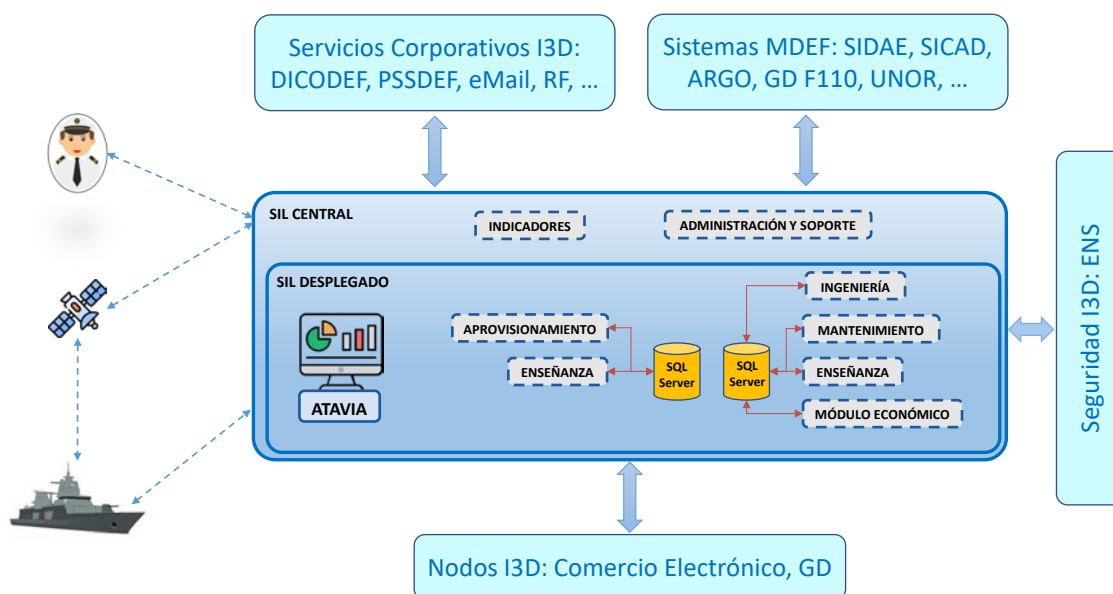 Servicios Corporativos I3D:
DICODEF, PSSDEF, eMail, RF, ...
Sistemas MDEF: SIDAE, SICAD,
ARGO, GD F110, UNOR, ...
SIL CENTRAL
INDICADORES
ADMINISTRACIÓN Y SOPORTE
SIL DESPLEGADO
ATAVIA
APROVISIONAMIENTO
ENSEÑANZA
SQL
Server
SQL
Server
INGENIERÍA
MANTENIMIENTO
ENSEÑANZA
MÓDULO ECONÓMICO
Seguridad I3D: ENS
Nodos I3D: Comercio Electrónico, GD